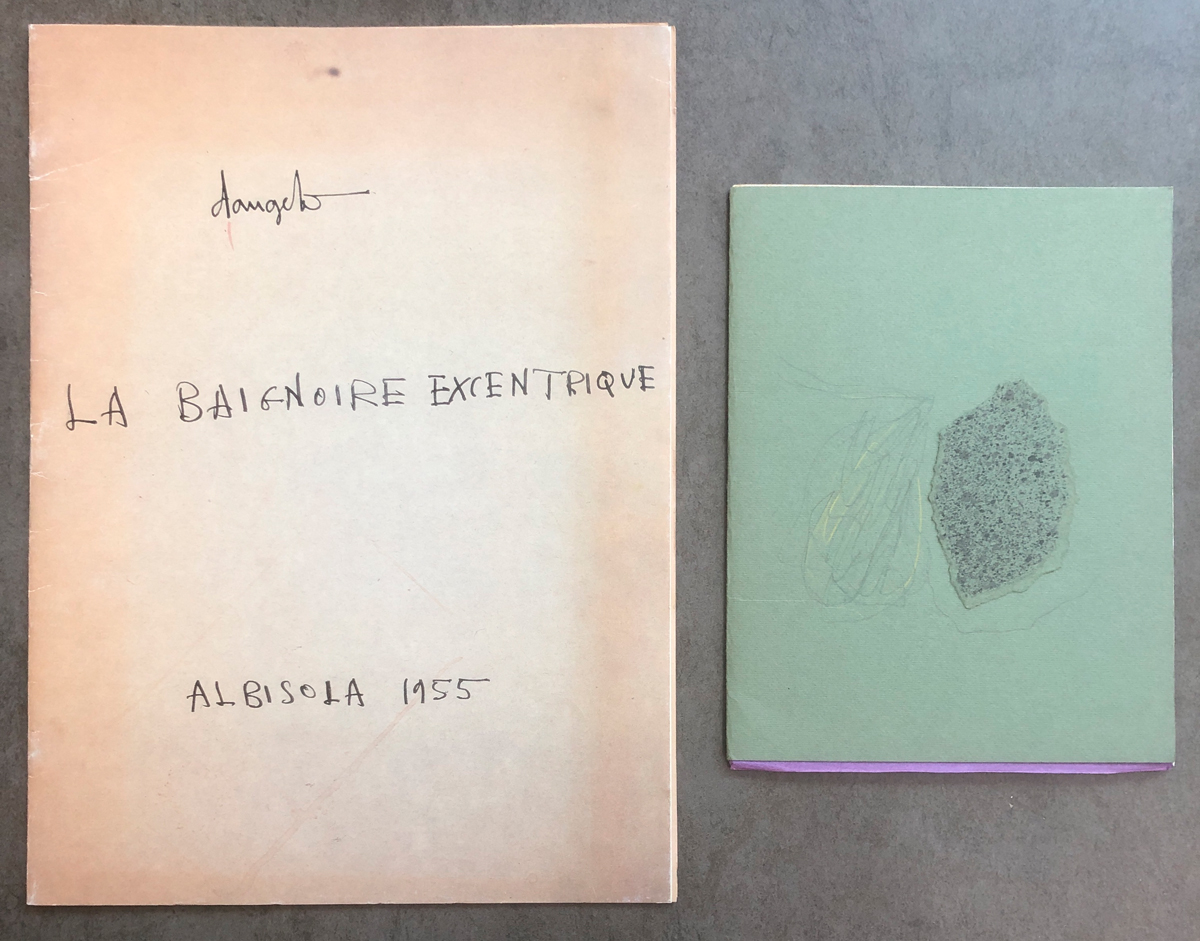 dangelo
LA BAIGNOIRE EXCENTRIQUE
ALBISOLA 1955